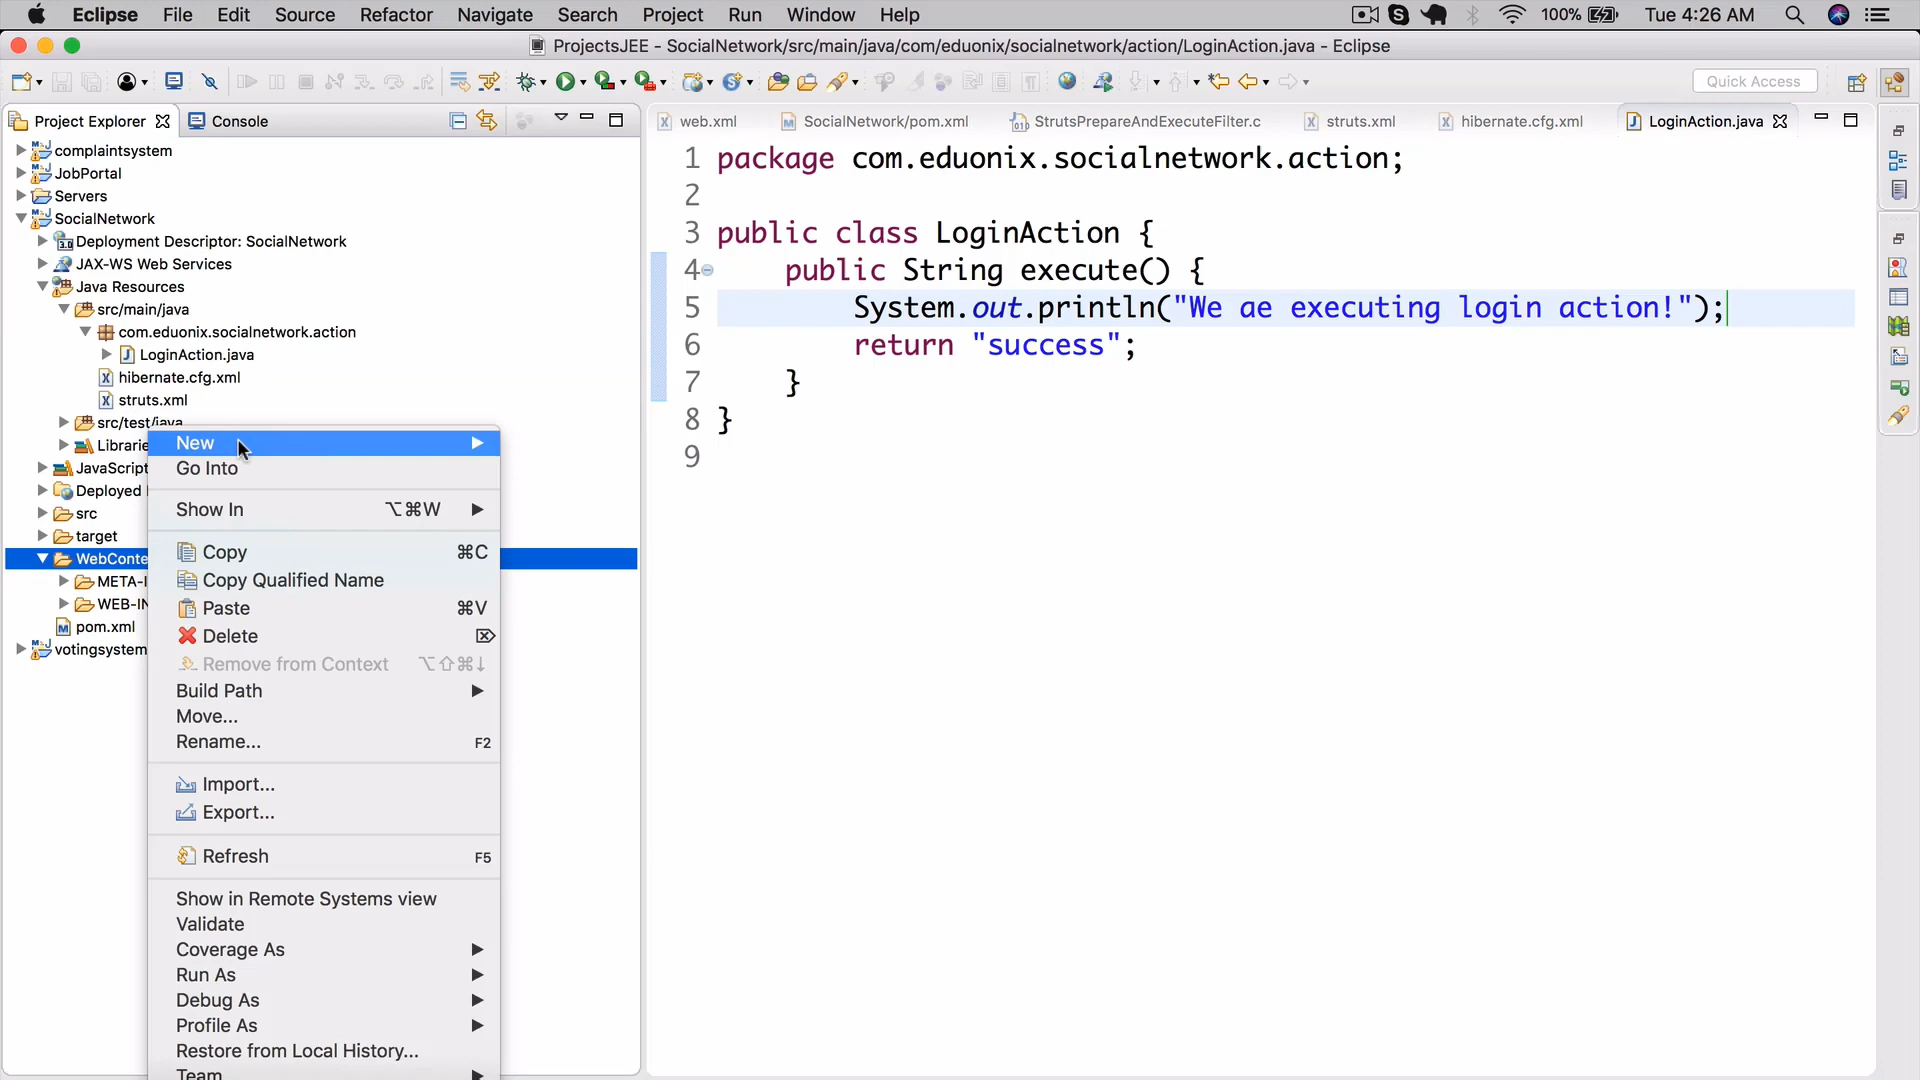 Eclipse File Edit Source Refactor Navigate Search Project Run Window Help 100% Tue 4:26 AM
ProjectsJEE - SocialNetwork/src/main/java/com/eduonix/socialnetwork/action/LoginAction.java - Eclipse
Quick Access
Project Explorer Console
web.xml SocialNetwork/pom.xml StrutsPrepareAndExecuteFilter.c struts.xml hibernate.cfg.xml LoginAction.java
complaintsystem
JobPortal
Servers
SocialNetwork
Deployment Descriptor: SocialNetwork
JAX-WS Web Services
Java Resources
src/main/java
com.eduonix.socialnetwork.action
LoginAction.java
hibernate.cfg.xml
struts.xml
src/test/java
Librarie
JavaScript
Deployed
src
target
WebConte
META-I
WEB-IN
pom.xml
votingsystem
New
Go Into
Show In ⌥⌘W
Copy ⌘C
Copy Qualified Name
Paste ⌘V
Delete ⌦
Remove from Context ⌥⇧⌘↓
Build Path
Move...
Rename... F2
Import...
Export...
Refresh F5
Show in Remote Systems view
Validate
Coverage As
Run As
Debug As
Profile As
Restore from Local History...
Team
1 package com.eduonix.socialnetwork.action;
2
3 public class LoginAction {
4 public String execute() {
5 System.out.println("We ae executing login action!");
6 return "success";
7 }
8 }
9